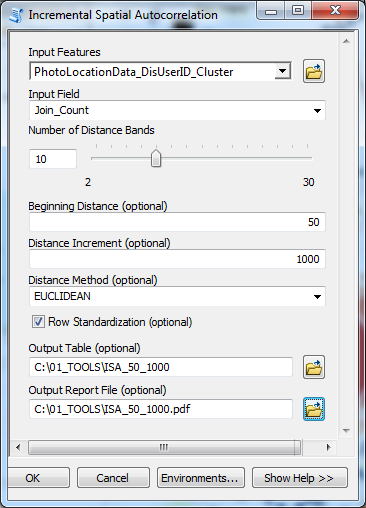 Incremental Spatial Autocorrelation
Input Features
PhotoLocationData_DisUserID_Cluster
Input Field
Join_Count
Number of Distance Bands
10
2 30
Beginning Distance (optional)
50
Distance Increment (optional)
1000
Distance Method (optional)
EUCLIDEAN
Row Standardization (optional)
Output Table (optional)
C:\01_TOOLS\ISA_50_1000
Output Report File (optional)
C:\01_TOOLS\ISA_50_1000.pdf
OK Cancel Environments... Show Help >>